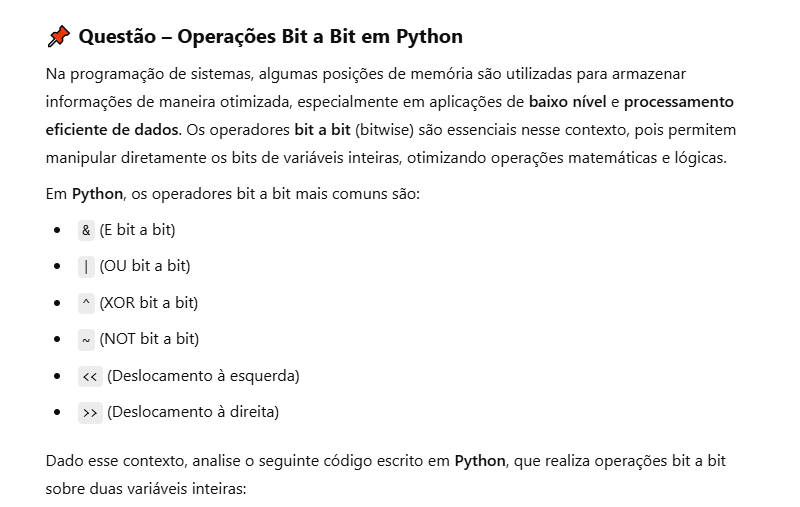 📌 Questão – Operações Bit a Bit em Python
Na programação de sistemas, algumas posições de memória são utilizadas para armazenar
informações de maneira otimizada, especialmente em aplicações de baixo nível e processamento
eficiente de dados. Os operadores bit a bit (bitwise) são essenciais nesse contexto, pois permitem
manipular diretamente os bits de variáveis inteiras, otimizando operações matemáticas e lógicas.
Em Python, os operadores bit a bit mais comuns são:
• & (E bit a bit)
• | (OU bit a bit)
• ^ (XOR bit a bit)
• ~ (NOT bit a bit)
• << (Deslocamento à esquerda)
• >> (Deslocamento à direita)
Dado esse contexto, analise o seguinte código escrito em Python, que realiza operações bit a bit
sobre duas variáveis inteiras: